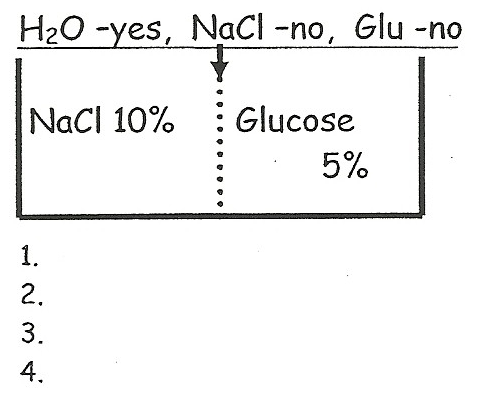 H₂O -yes, NaCl -no, Glu -no
NaCl 10% Glucose
5%
1.
2.
3.
4.